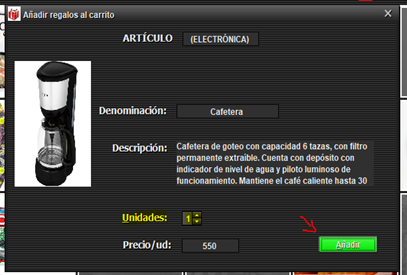 Añadir regalos al carrito
ARTÍCULO (ELECTRÓNICA)
Denominación: Cafetera
Descripción: Cafetera de goteo con capacidad 6 tazas, con filtro
permanente extraible. Cuenta con depósito con
indicador de nivel de agua y piloto luminoso de
funcionamiento. Mantiene el café caliente hasta 30
Unidades: 1
Precio/ud: 550 Añadir